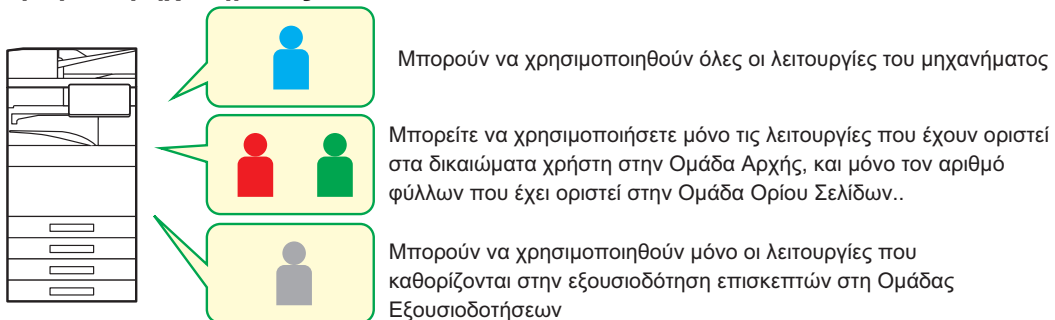 Μπορούν να χρησιμοποιηθούν όλες οι λειτουργίες του μηχανήματος
Μπορείτε να χρησιμοποιήσετε μόνο τις λειτουργίες που έχουν οριστεί
στα δικαιώματα χρήστη στην Ομάδα Αρχής, και μόνο τον αριθμό
φύλλων που έχει οριστεί στην Ομάδα Ορίου Σελίδων..
Μπορούν να χρησιμοποιηθούν μόνο οι λειτουργίες που
καθορίζονται στην εξουσιοδότηση επισκεπτών στη Ομάδας
Εξουσιοδοτήσεων